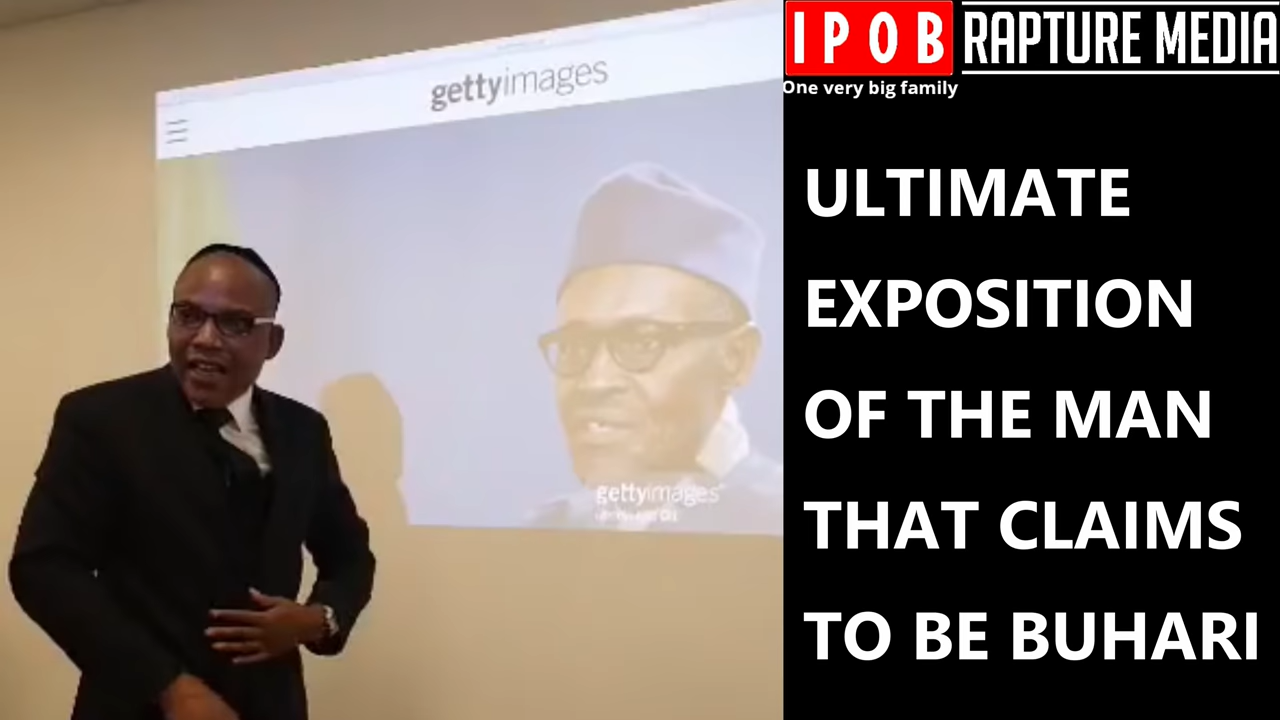 gettyimages
gettyimages
IPOB RAPTURE MEDIA
One very big family
ULTIMATE
EXPOSITION
OF THE MAN
THAT CLAIMS
TO BE BUHARI